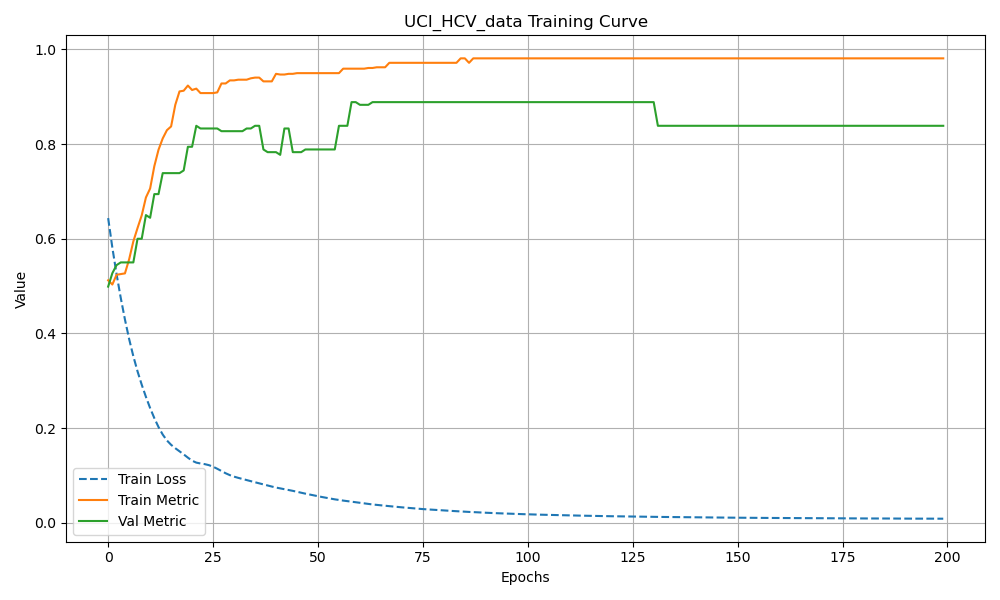 UCI_HCV_data Training Curve
1.0
0.8
0.6
0.4
0.2
0.0
Value
Train Loss
Train Metric
Val Metric
0 25 50 75 100 125 150 175 200
Epochs